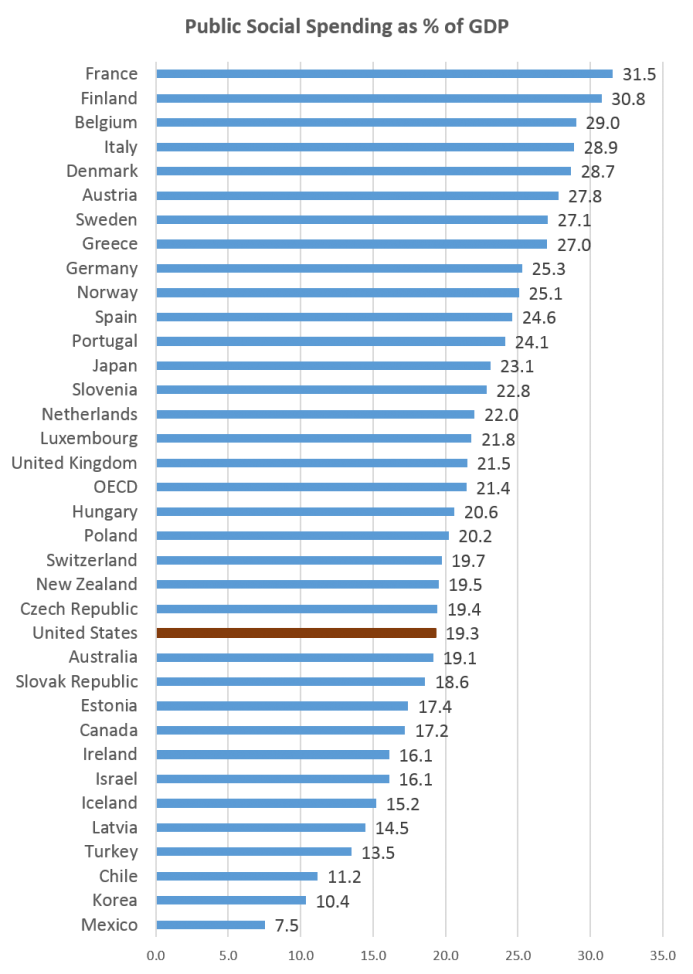 Public Social Spending as % of GDP
France 31.5
Finland 30.8
Belgium 29.0
Italy 28.9
Denmark 28.7
Austria 27.8
Sweden 27.1
Greece 27.0
Germany 25.3
Norway 25.1
Spain 24.6
Portugal 24.1
Japan 23.1
Slovenia 22.8
Netherlands 22.0
Luxembourg 21.8
United Kingdom 21.5
OECD 21.4
Hungary 20.6
Poland 20.2
Switzerland 19.7
New Zealand 19.5
Czech Republic 19.4
United States 19.3
Australia 19.1
Slovak Republic 18.6
Estonia 17.4
Canada 17.2
Ireland 16.1
Israel 16.1
Iceland 15.2
Latvia 14.5
Turkey 13.5
Chile 11.2
Korea 10.4
Mexico 7.5
0.0 5.0 10.0 15.0 20.0 25.0 30.0 35.0